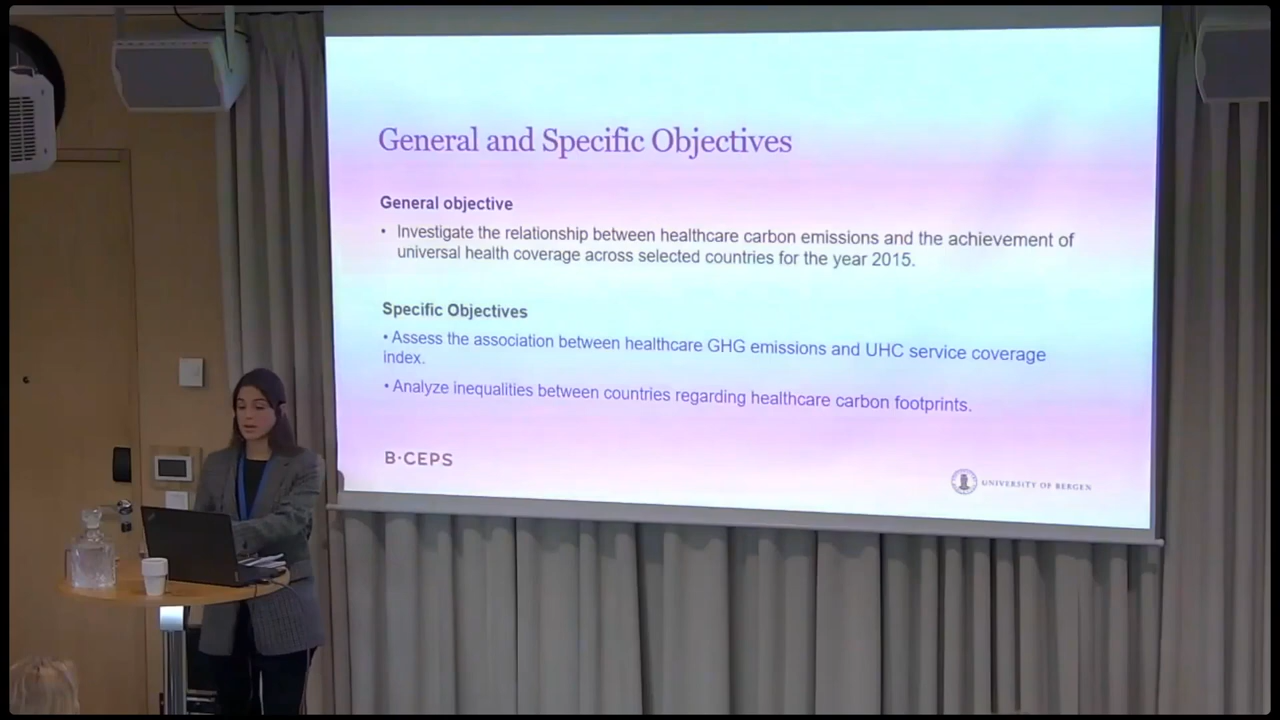 General and Specific Objectives
General objective
• Investigate the relationship between healthcare carbon emissions and the achievement of
universal health coverage across selected countries for the year 2015.
Specific Objectives
• Assess the association between healthcare GHG emissions and UHC service coverage
index.
• Analyze inequalities between countries regarding healthcare carbon footprints.
B·CEPS
UNIVERSITY OF BERGEN